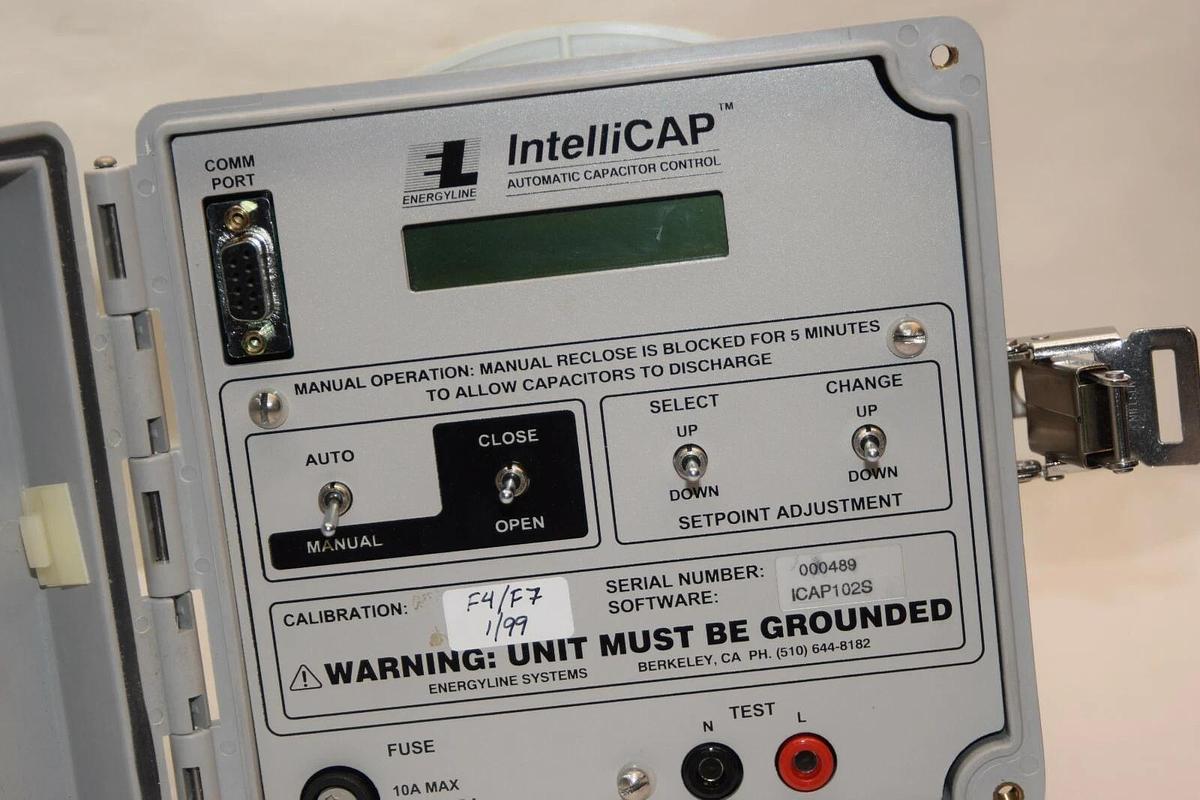 COMM
PORT
EL
ENERGYLINE
IntelliCAP™
AUTOMATIC CAPACITOR CONTROL
MANUAL OPERATION: MANUAL RECLOSE IS BLOCKED FOR 5 MINUTES
TO ALLOW CAPACITORS TO DISCHARGE
AUTO
MANUAL
CLOSE
OPEN
SELECT
UP
DOWN
CHANGE
UP
DOWN
SETPOINT ADJUSTMENT
CALIBRATION:
F4/F7
1/99
SERIAL NUMBER: 000489
SOFTWARE: ICAP102S
WARNING: UNIT MUST BE GROUNDED
ENERGYLINE SYSTEMS BERKELEY, CA PH. (510) 644-8182
FUSE
10A MAX
TEST
N L